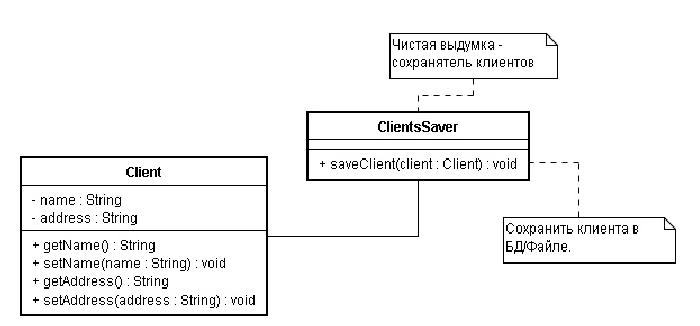 Чистая выдумка -
сохранятель клиентов
ClientsSaver
+ saveClient(client : Client) : void
Client
- name : String
- address : String
+ getName() : String
+ setName(name : String) : void
+ getAddress() : String
+ setAddress(address : String) : void
Сохранить клиента в
БД/Файле.